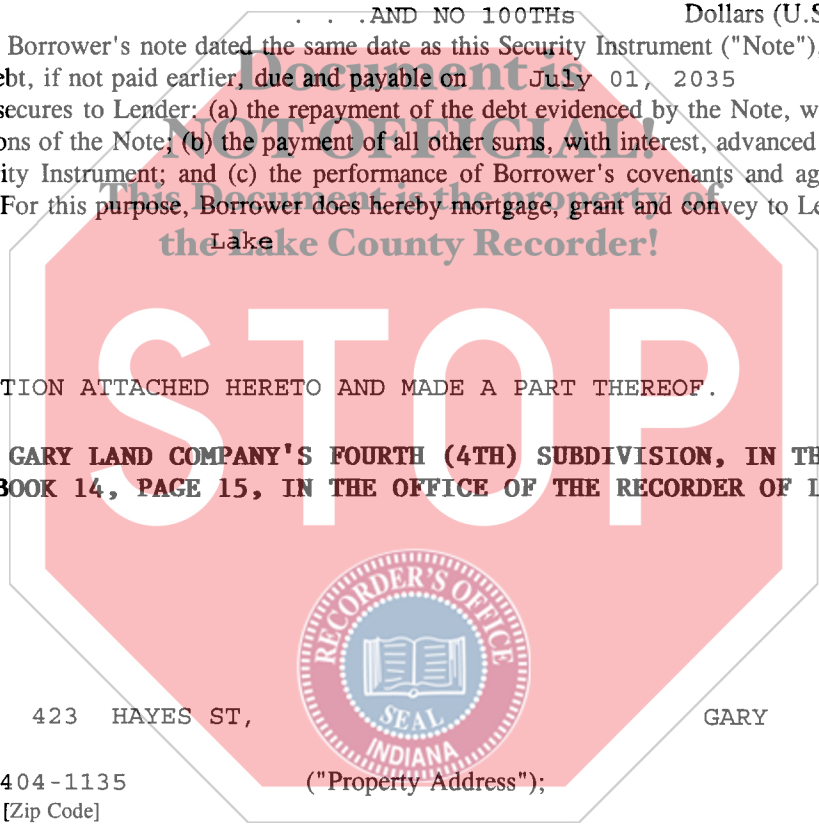 . . .AND NO 100THs Dollars (U.S
Borrower's note dated the same date as this Security Instrument ("Note"),
ebt, if not paid earlier, due and payable on July 01, 2035
Document is
secures to Lender: (a) the repayment of the debt evidenced by the Note, w
ons of the Note; (b) the payment of all other sums, with interest, advanced
NOT OFFICIAL!
ity Instrument; and (c) the performance of Borrower's covenants and ag
This Document is the property of
For this purpose, Borrower does hereby mortgage, grant and convey to Le
the Lake County Recorder!
Lake
STOP
TION ATTACHED HERETO AND MADE A PART THEREOF.
GARY LAND COMPANY'S FOURTH (4TH) SUBDIVISION, IN TH
BOOK 14, PAGE 15, IN THE OFFICE OF THE RECORDER OF L
RECORDER'S OFFICE
SEAL
INDIANA
423 HAYES ST, GARY
404-1135 ("Property Address");
[Zip Code]